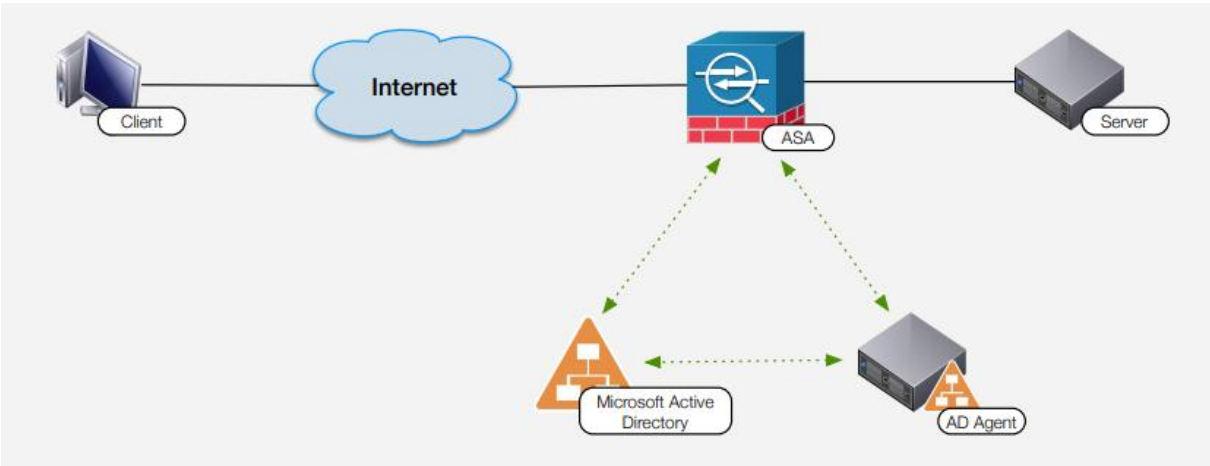 Internet
Client
ASA
Server
Microsoft Active
Directory
AD Agent